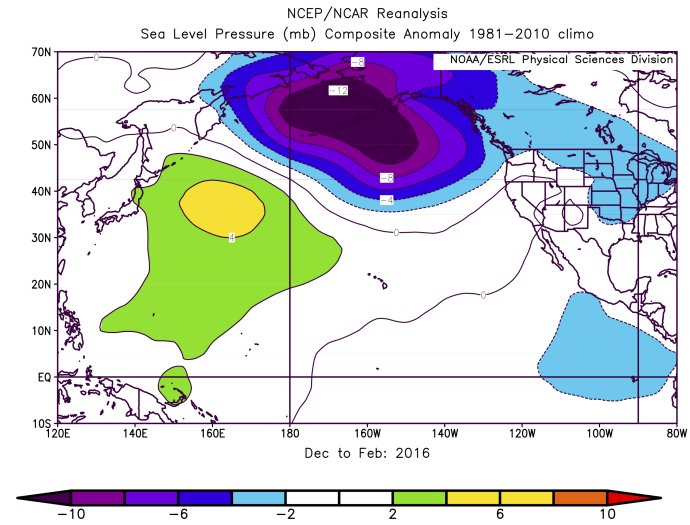 NCEP/NCAR Reanalysis
Sea Level Pressure (mb) Composite Anomaly 1981−2010 climo
NOAA/ESRL Physical Sciences Division
70N
60N
50N
40N
30N
20N
10N
EQ
10S
0
−8
−12
0
−8
−4
0
4
0
120E 140E 160E 180 160W 140W 120W 100W 80W
Dec to Feb: 2016
−10 −6 −2 2 6 10